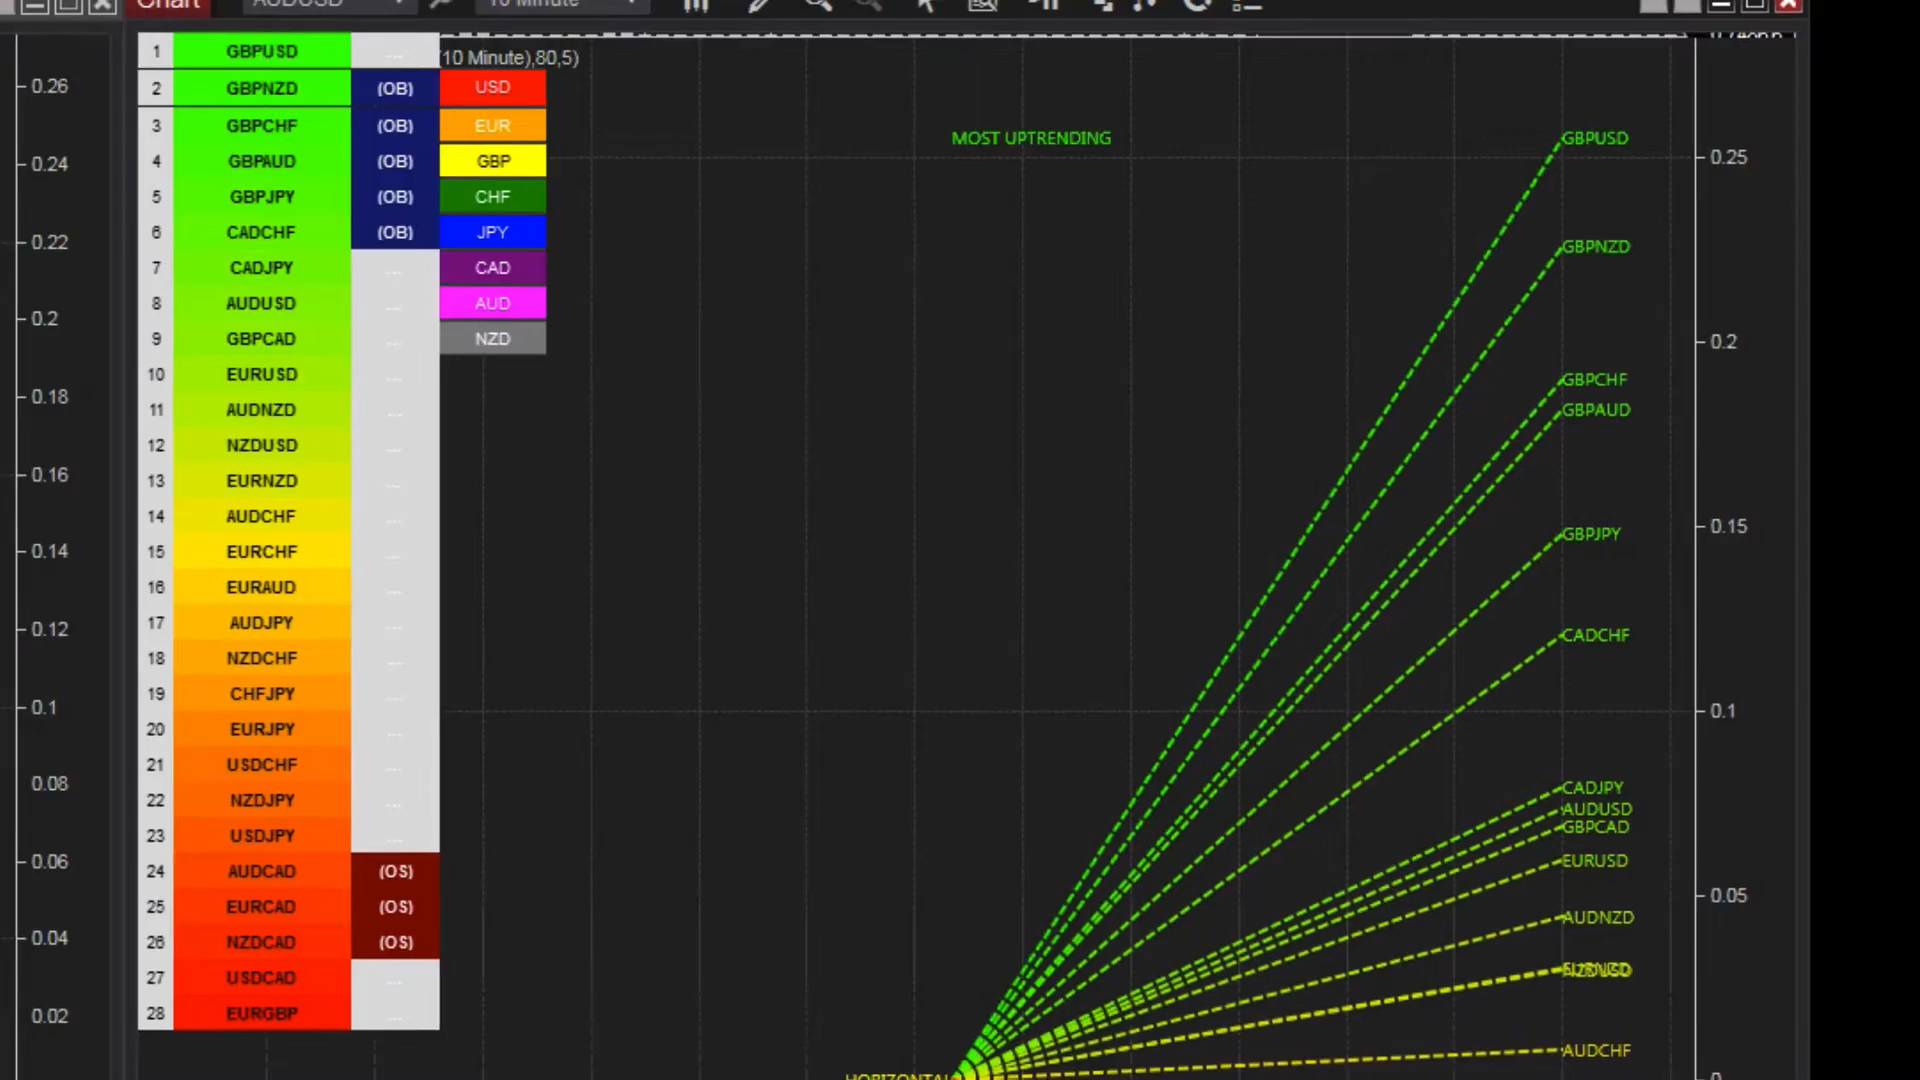 Chart AUDUSD 10 Minute
(10 Minute),80,5)
1 GBPUSD ...
2 GBPNZD (OB) USD
3 GBPCHF (OB) EUR
4 GBPAUD (OB) GBP
5 GBPJPY (OB) CHF
6 CADCHF (OB) JPY
7 CADJPY ... CAD
8 AUDUSD ... AUD
9 GBPCAD ... NZD
10 EURUSD ...
11 AUDNZD ...
12 NZDUSD ...
13 EURNZD ...
14 AUDCHF ...
15 EURCHF ...
16 EURAUD ...
17 AUDJPY ...
18 NZDCHF ...
19 CHFJPY ...
20 EURJPY ...
21 USDCHF ...
22 NZDJPY ...
23 USDJPY ...
24 AUDCAD (OS)
25 EURCAD (OS)
26 NZDCAD (OS)
27 USDCAD ...
28 EURGBP ...
0.26
0.24
0.22
0.2
0.18
0.16
0.14
0.12
0.1
0.08
0.06
0.04
0.02
MOST UPTRENDING
HORIZONTAL
GBPUSD
GBPNZD
GBPCHF
GBPAUD
GBPJPY
CADCHF
CADJPY
AUDUSD
GBPCAD
EURUSD
AUDNZD
AUDCHF
0.25
0.2
0.15
0.1
0.05
0